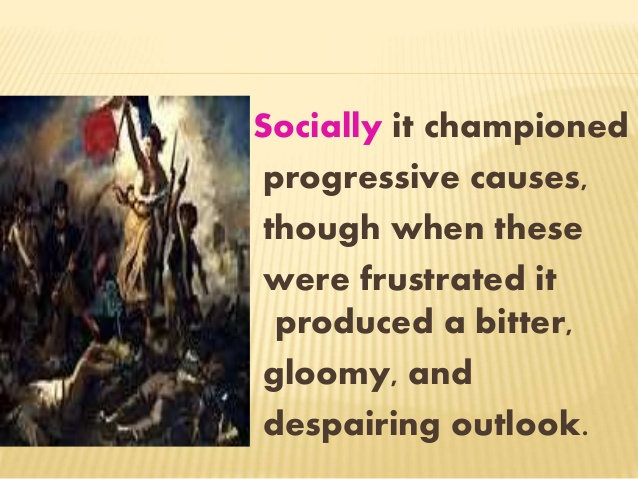 Socially it championed
progressive causes,
though when these
were frustrated it
produced a bitter,
gloomy, and
despairing outlook.